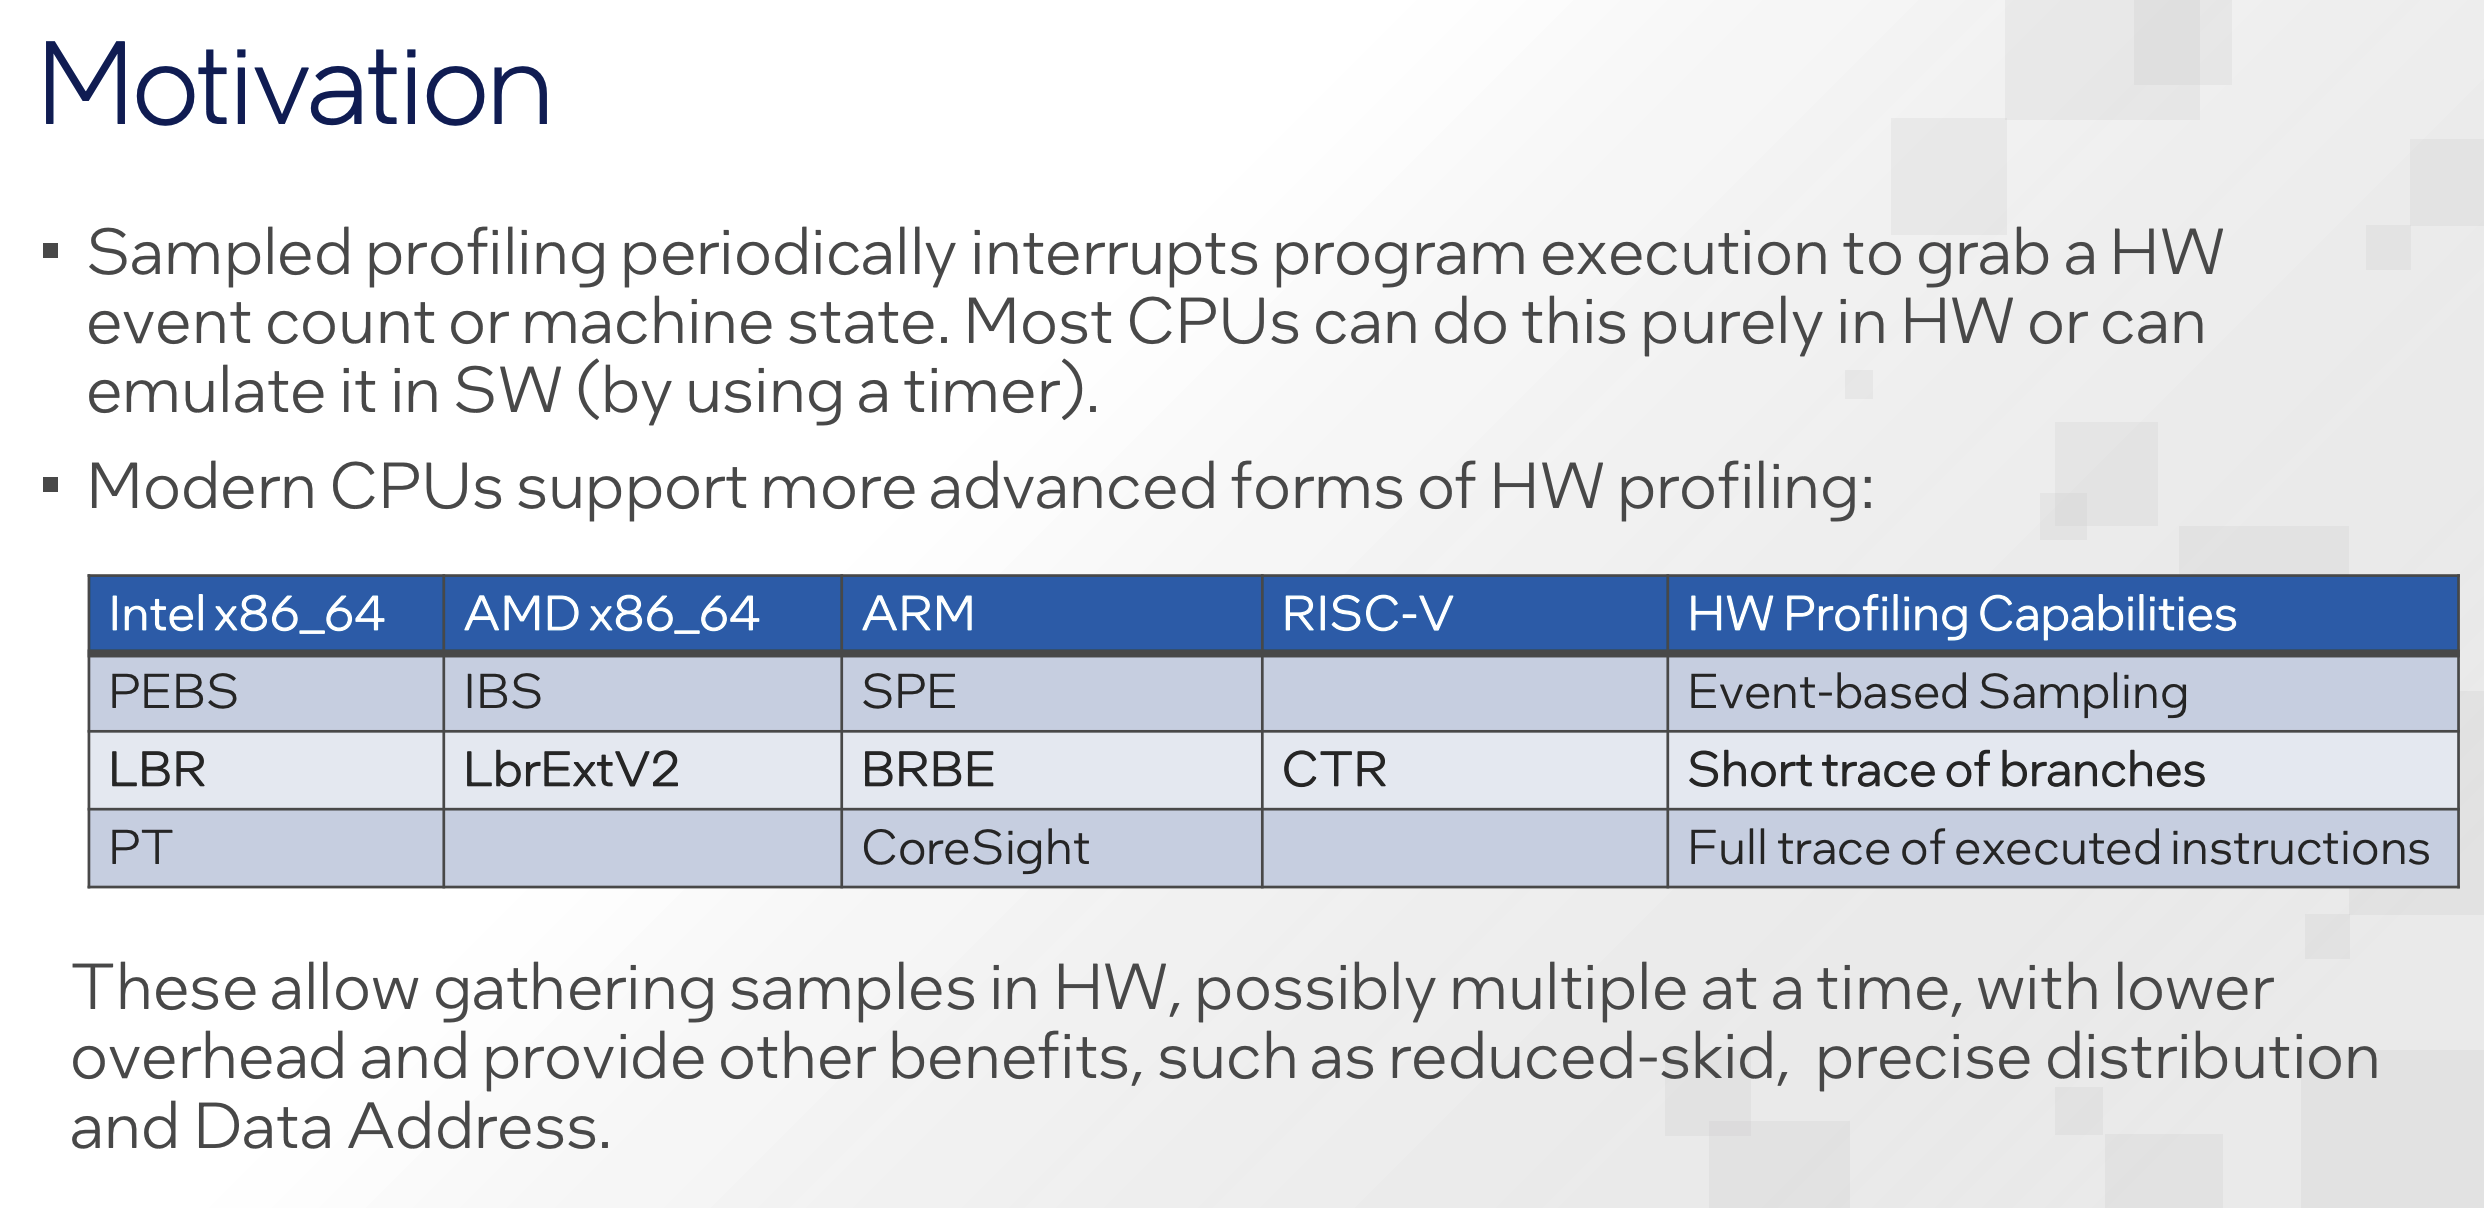 Motivation
▪ Sampled profiling periodically interrupts program execution to grab a HW
event count or machine state. Most CPUs can do this purely in HW or can
emulate it in SW (by using a timer).
▪ Modern CPUs support more advanced forms of HW profiling:
Intel x86_64 AMD x86_64 ARM RISC-V HW Profiling Capabilities
PEBS IBS SPE Event-based Sampling
LBR LbrExtV2 BRBE CTR Short trace of branches
PT CoreSight Full trace of executed instructions
These allow gathering samples in HW, possibly multiple at a time, with lower
overhead and provide other benefits, such as reduced-skid, precise distribution
and Data Address.